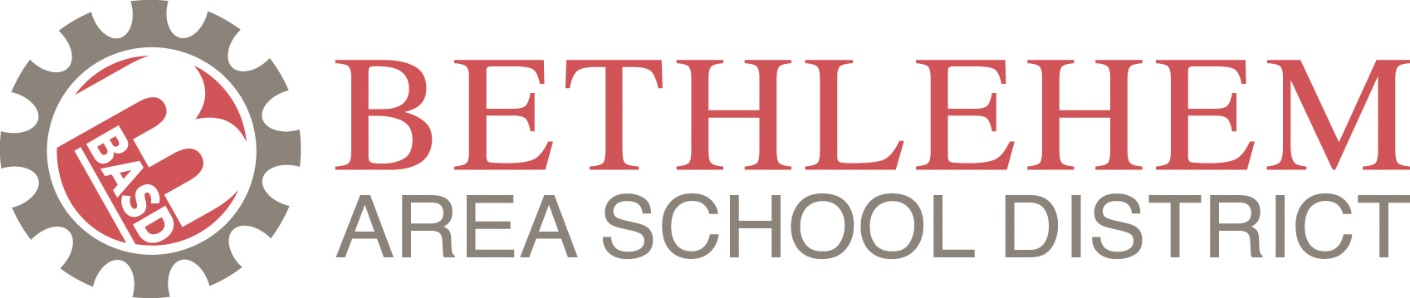 BASD
BETHLEHEM
AREA SCHOOL DISTRICT